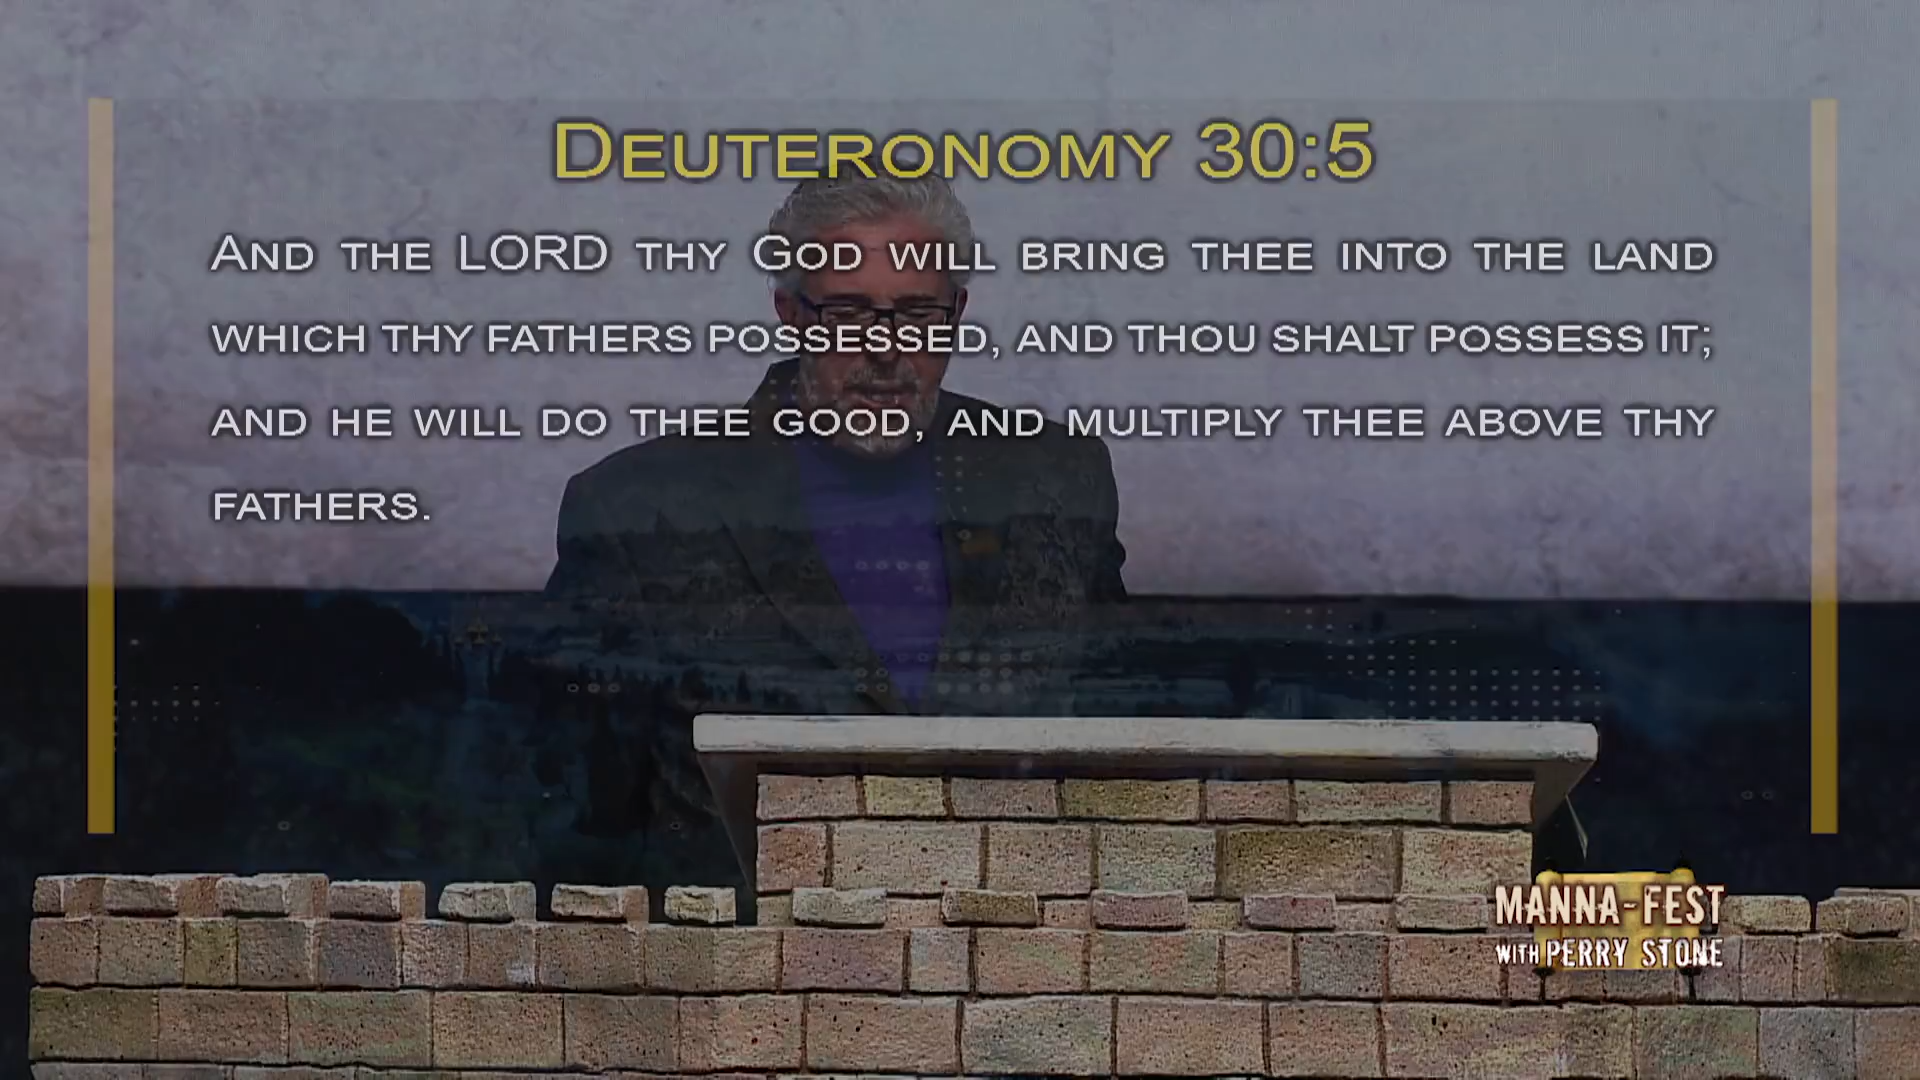 DEUTERONOMY 30:5
AND THE LORD THY GOD WILL BRING THEE INTO THE LAND
WHICH THY FATHERS POSSESSED, AND THOU SHALT POSSESS IT;
AND HE WILL DO THEE GOOD, AND MULTIPLY THEE ABOVE THY
FATHERS.
MANNA-FEST
WITH PERRY STONE